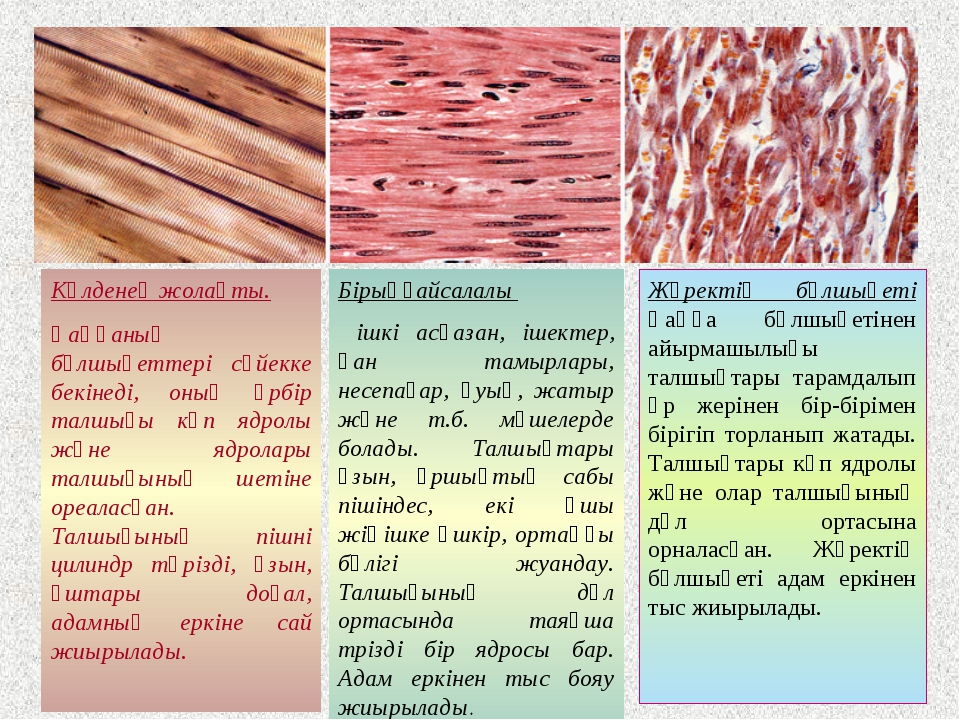 Көлденең жолақты.
Қаңқаның
бұлшықеттері сүйекке
бекінеді, оның әрбір
талшығы көп ядролы
және ядролары
талшығының шетіне
ореаласқан.
Талшығының пішні
цилиндр тәрізді, ұзын,
ұштары доғал,
адамның еркіне сай
жиырылады.
Бірыңғайсалалы
ішкі асқазан, ішектер,
қан тамырлары,
несепағар, қуық, жатыр
және т.б. мүшелерде
болады. Талшықтары
ұзын, ұршықтың сабы
пішіндес, екі ұшы
жіңішке үшкір, ортаңғы
бөлігі жуандау.
Талшығының дәл
ортасында таяқша
трізді бір ядросы бар.
Адам еркінен тыс бояу
жиырылады.
Жүректің бұлшықеті
Қаңқа бұлшықетінен
айырмашылығы
талшықтары тарамдалып
әр жерінен бір-бірімен
бірігіп торланып жатады.
Талшықтары көп ядролы
және олар талшығының
дәл ортасына
орналасқан. Жүректің
бұлшықеті адам еркінен
тыс жиырылады.